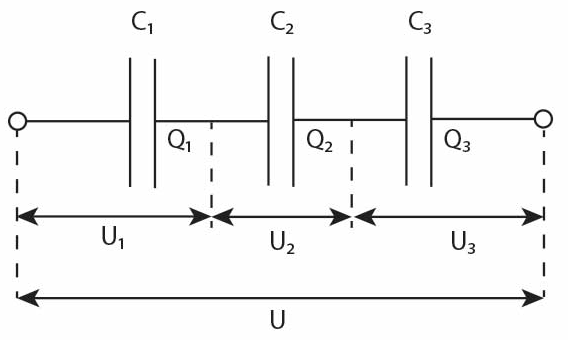 C₁ C₂ C₃
Q₁ Q₂ Q₃
U₁ U₂ U₃
U